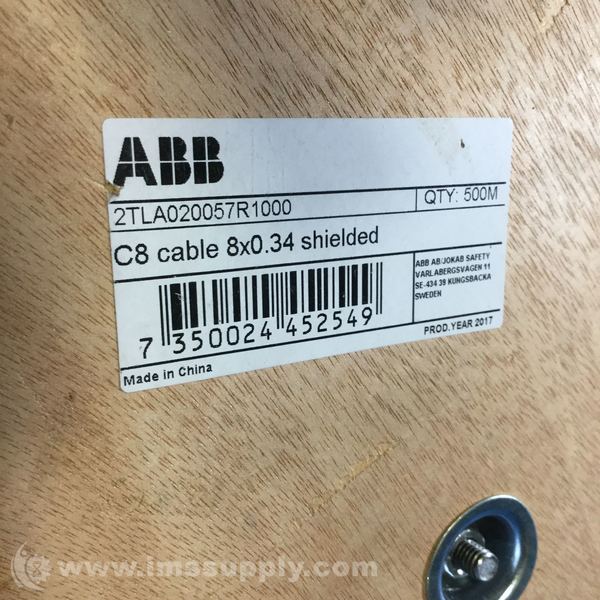 ABB
2TLA020057R1000
QTY: 500M
C8 cable 8x0.34 shielded
ABB AB/JOKAB SAFETY
VARLABERGSVAGEN 11
SE-434 39 KUNGSBACKA
SWEDEN
7 350024 452549
PROD.YEAR 2017
Made in China
© www.imssupply.com/